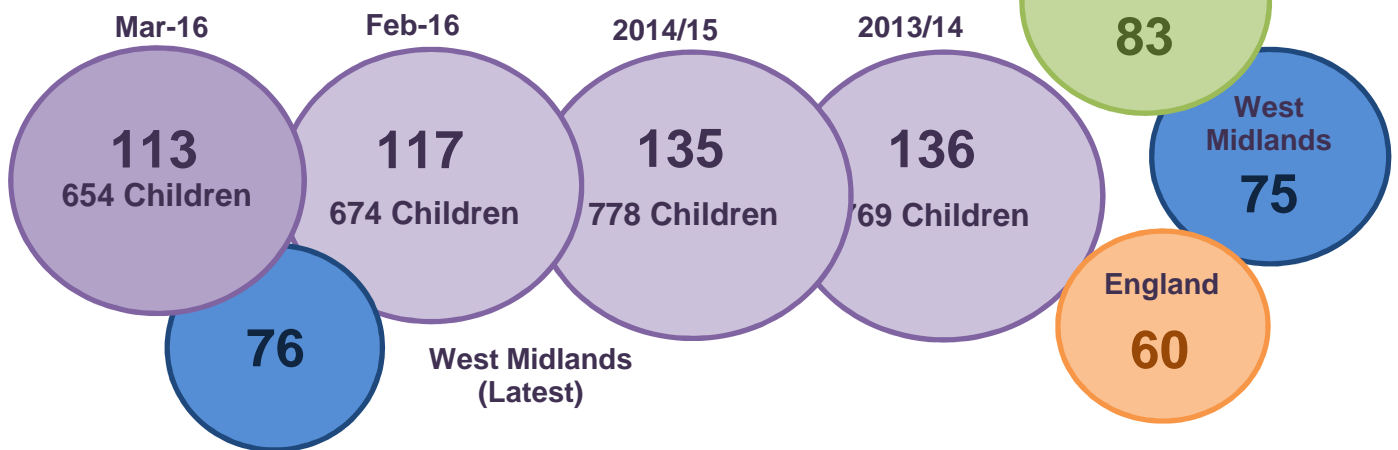 Mar-16
Feb-16
2014/15
2013/14
83
113
654 Children
117
674 Children
135
778 Children
136
69 Children
West
Midlands
75
England
60
76
West Midlands
(Latest)